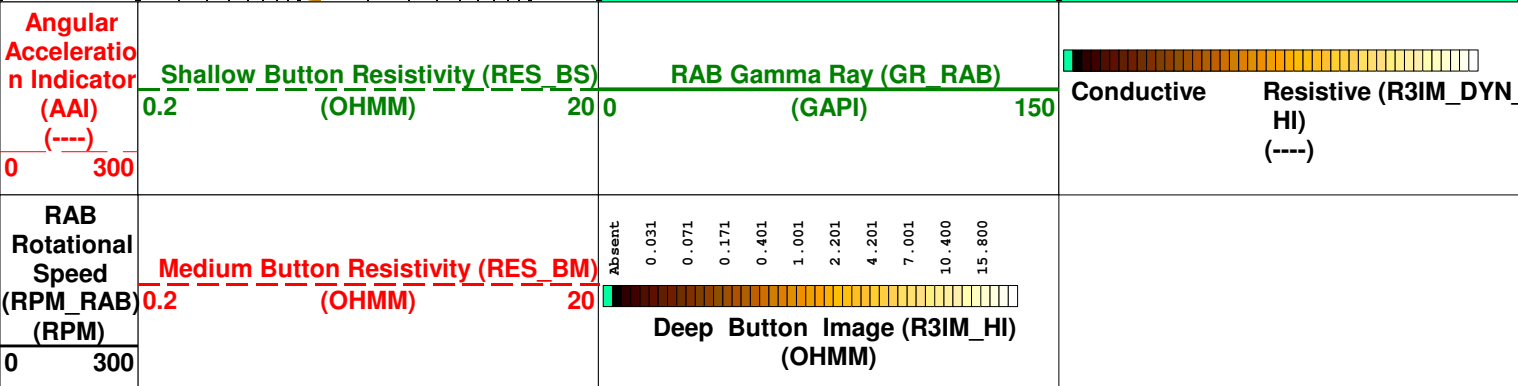 Angular
Acceleratio
n Indicator
(AAI)
(----)
0 300
Shallow Button Resistivity (RES_BS)
0.2 (OHMM) 20
RAB Gamma Ray (GR_RAB)
0 (GAPI) 150
Conductive Resistive (R3IM_DYN_
HI)
(----)
RAB
Rotational
Speed
(RPM_RAB)
(RPM)
0 300
Medium Button Resistivity (RES_BM)
0.2 (OHMM) 20
Absent
0.031
0.071
0.171
0.401
1.001
2.201
4.201
7.001
10.400
15.800
Deep Button Image (R3IM_HI)
(OHMM)